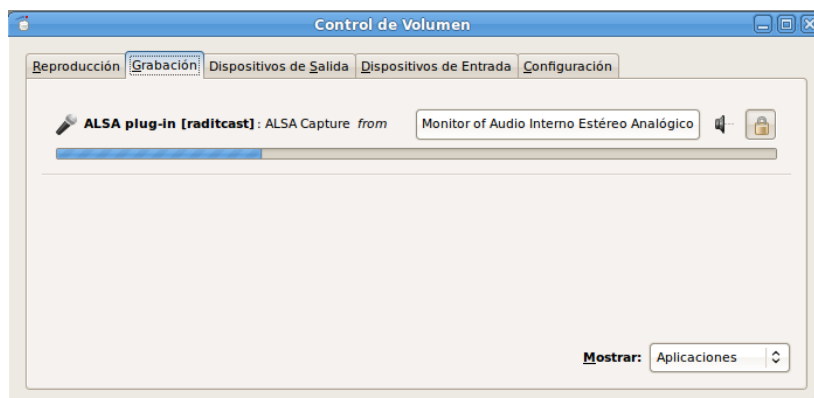 Control de Volumen
Reproducción Grabación Dispositivos de Salida Dispositivos de Entrada Configuración
ALSA plug-in [raditcast] : ALSA Capture from Monitor of Audio Interno Estéreo Analógico
Mostrar: Aplicaciones